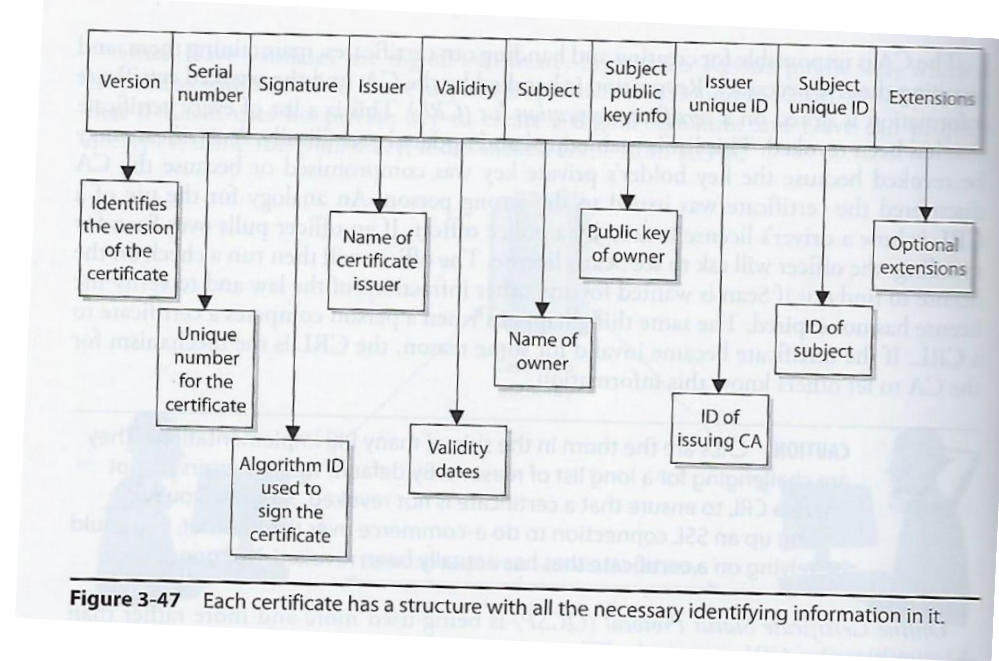 Version
Serial
number
Signature
Issuer
Validity
Subject
Subject
public
key info
Issuer
unique ID
Subject
unique ID
Extensions
Identifies
the version
of the
certificate
Unique
number
for the
certificate
Algorithm ID
used to
sign the
certificate
Name of
certificate
issuer
Validity
dates
Name of
owner
Public key
of owner
ID of
issuing CA
ID of
subject
Optional
extensions
Figure 3-47 Each certificate has a structure with all the necessary identifying information in it.